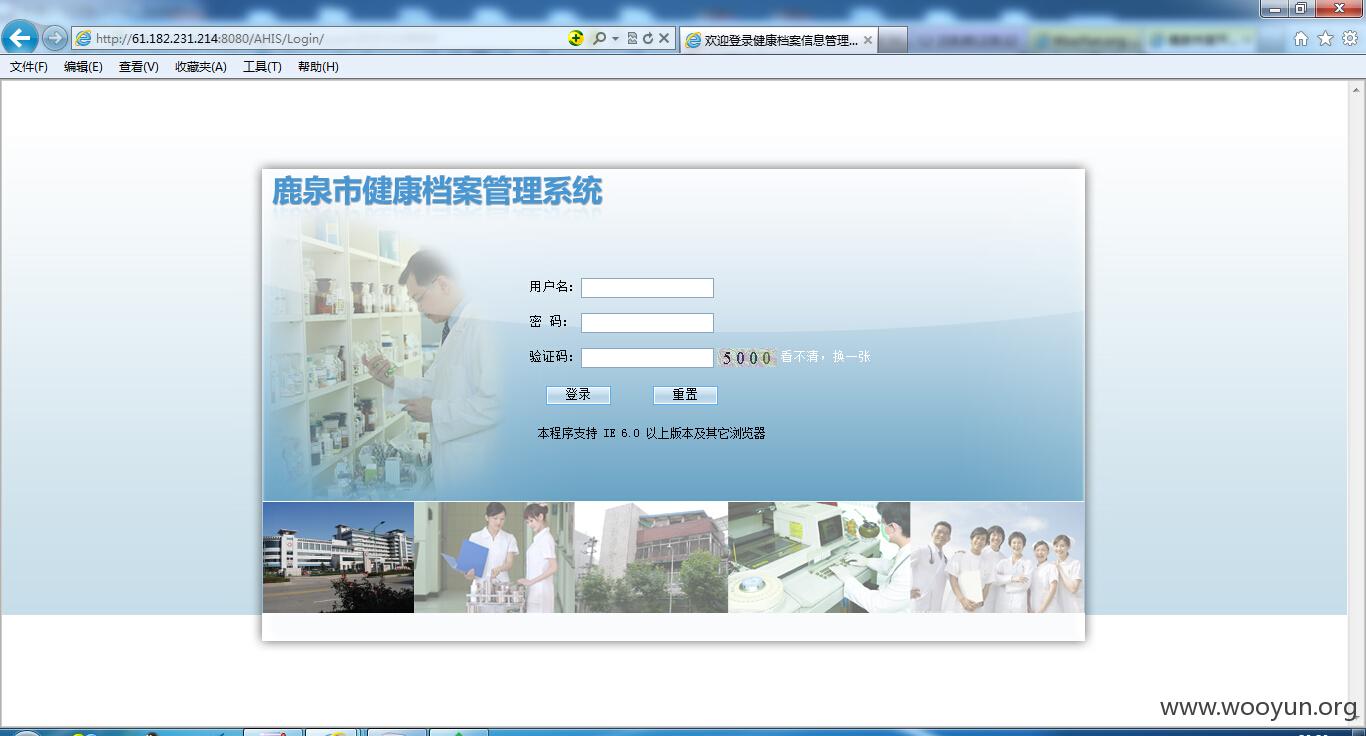 http://61.182.231.214:8080/AHIS/Login/
欢迎登录健康档案信息管理...
文件(F) 编辑(E) 查看(V) 收藏夹(A) 工具(T) 帮助(H)
鹿泉市健康档案管理系统
用户名:
密 码:
验证码: 5000 看不清，换一张
登录 重置
本程序支持 IE 6.0 以上版本及其它浏览器
www.wooyun.org